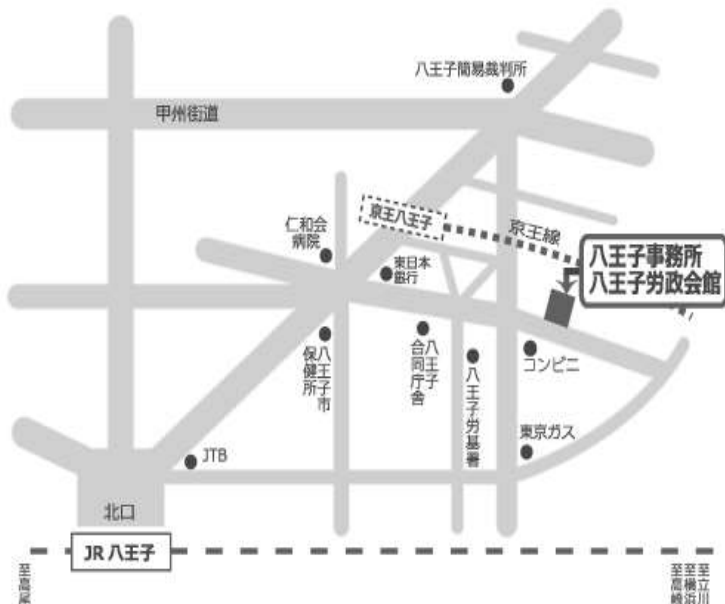 八王子簡易裁判所
甲州街道
京王八王子
京王線
仁和会
病院
東日本
銀行
八王子事務所
八王子労政会館
八王子市
保健所
八王子
合同庁舎
八王子労基署
コンビニ
東京ガス
JTB
北口
JR 八王子
至高尾
至立川
至横浜
至高崎